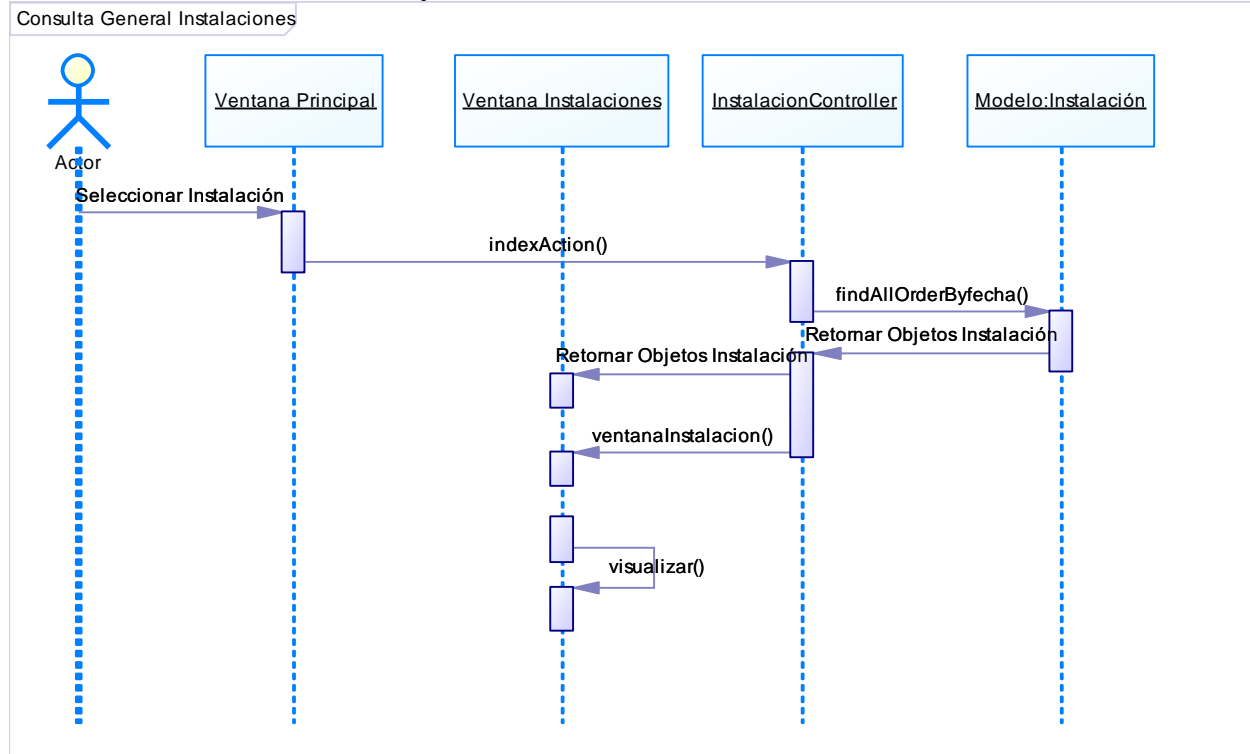 Consulta General Instalaciones
Ventana Principal
Ventana Instalaciones
InstalacionController
Modelo:Instalación
Actor
Seleccionar Instalación
indexAction()
findAllOrderByfecha()
Retornar Objetos Instalación
Retornar Objetos Instalación
ventanaInstalacion()
visualizar()